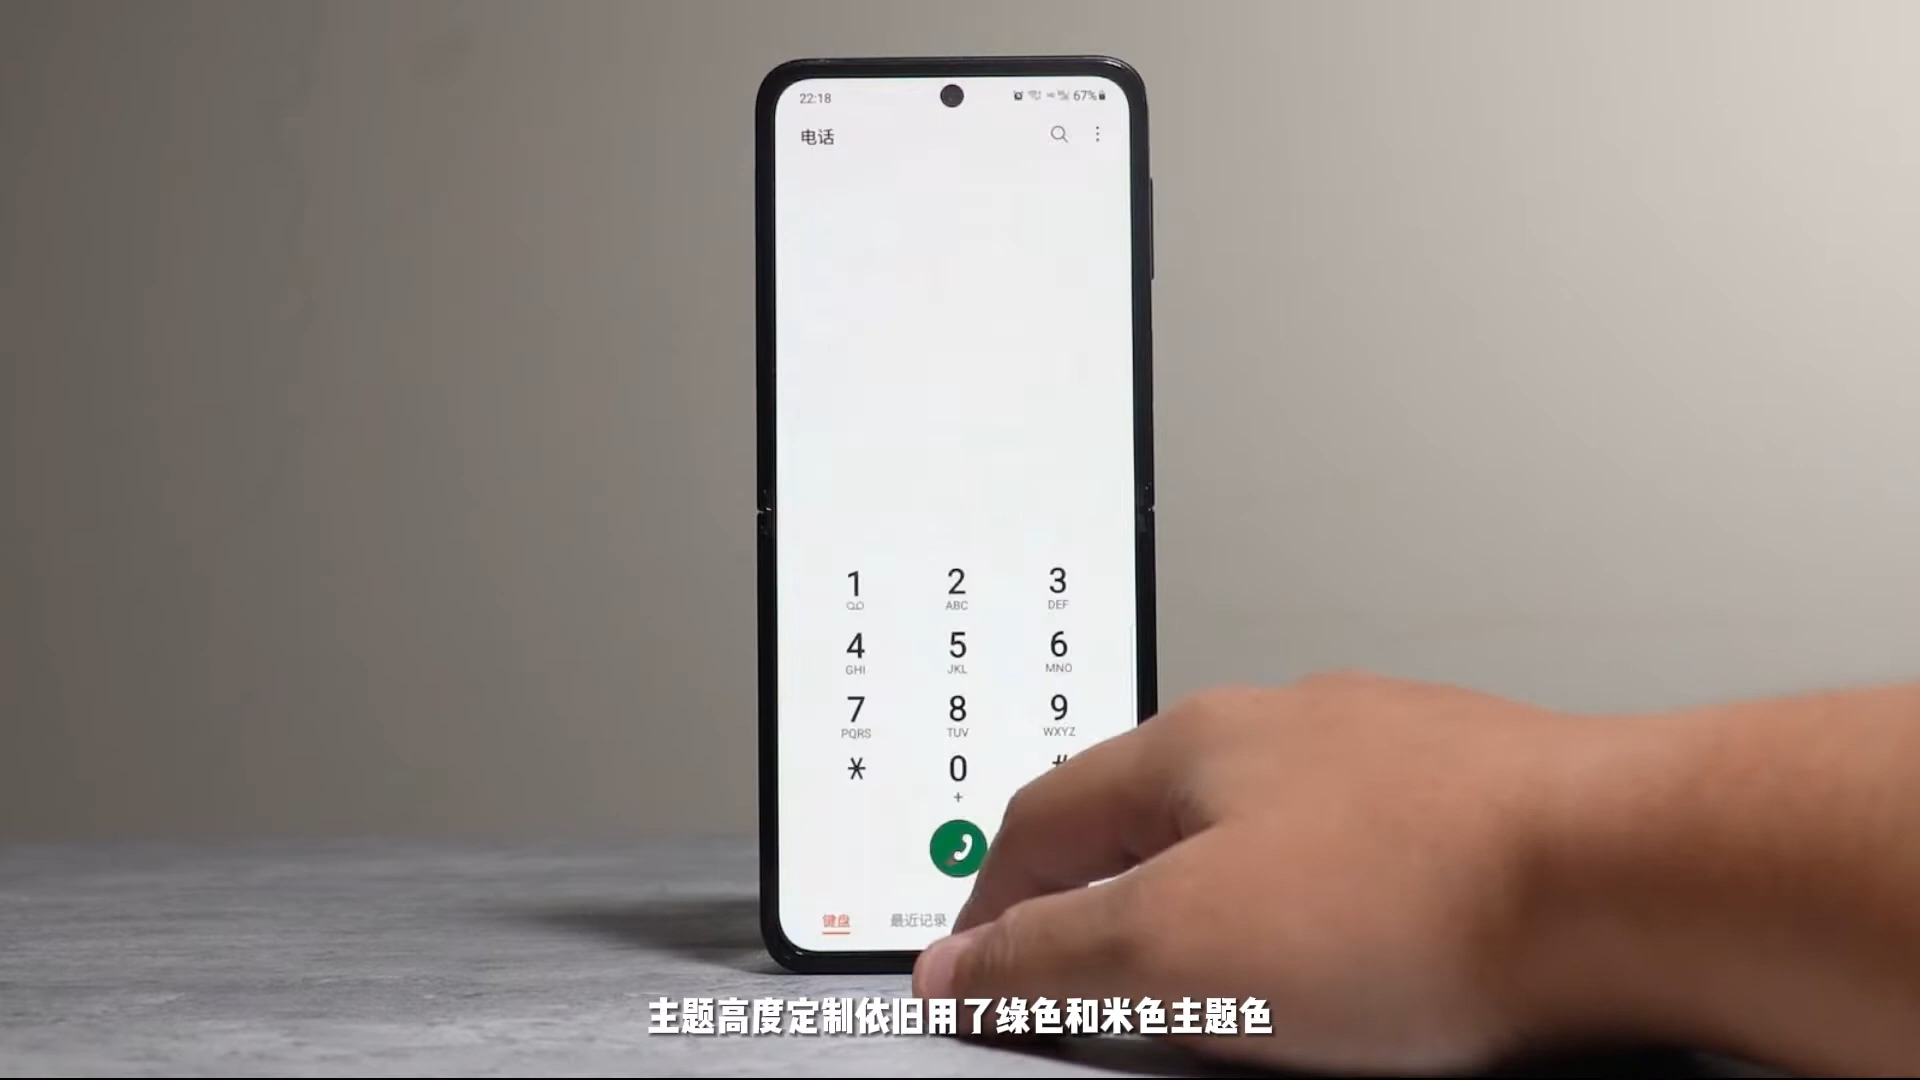 22:18
67%
电话
1 2 3
ABC DEF
4 5 6
GHI JKL MNO
7 8 9
PQRS TUV WXYZ
* 0 #
+
键盘 最近记录
主题高度定制依旧用了绿色和米色主题色